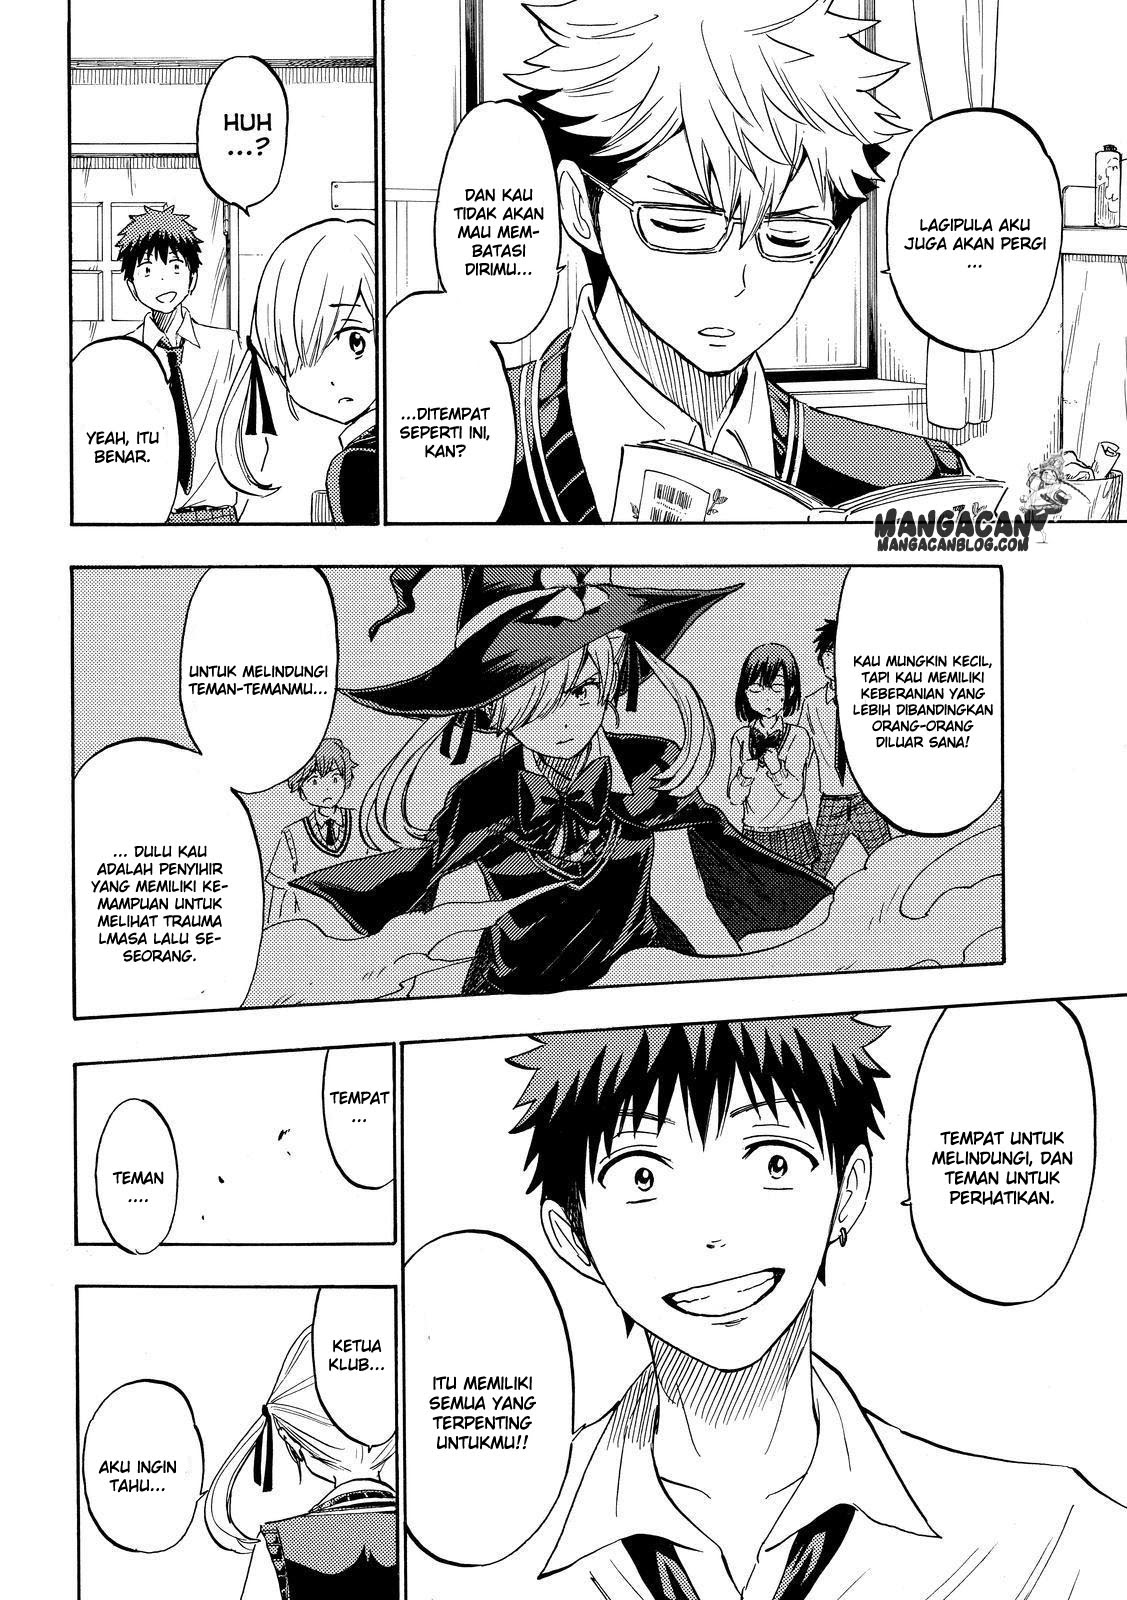 LAGIPULA AKU
JUGA AKAN PERGI
...
DAN KAU
TIDAK AKAN
MAU MEM-
BATASI
DIRIMU...
...DITEMPAT
SEPERTI INI,
KAN?
HUH
...?
YEAH, ITU
BENAR.
MANGACAN
MANGACANBLOG.COM
KAU MUNGKIN KECIL,
TAPI KAU MEMILIKI
KEBERANIAN YANG
LEBIH DIBANDINGKAN
ORANG-ORANG
DILUAR SANA!
UNTUK MELINDUNGI
TEMAN-TEMANMU...
... DULU KAU
ADALAH PENYIHIR
YANG MEMILIKI KE-
MAMPUAN UNTUK
MELIHAT TRAUMA
LMASA LALU SE-
SEORANG.
TEMPAT UNTUK
MELINDUNGI, DAN
TEMAN UNTUK
PERHATIKAN.
ITU MEMILIKI
SEMUA YANG
TERPENTING
UNTUKMU!!
TEMPAT
...
TEMAN
....
KETUA
KLUB...
AKU INGIN
TAHU...